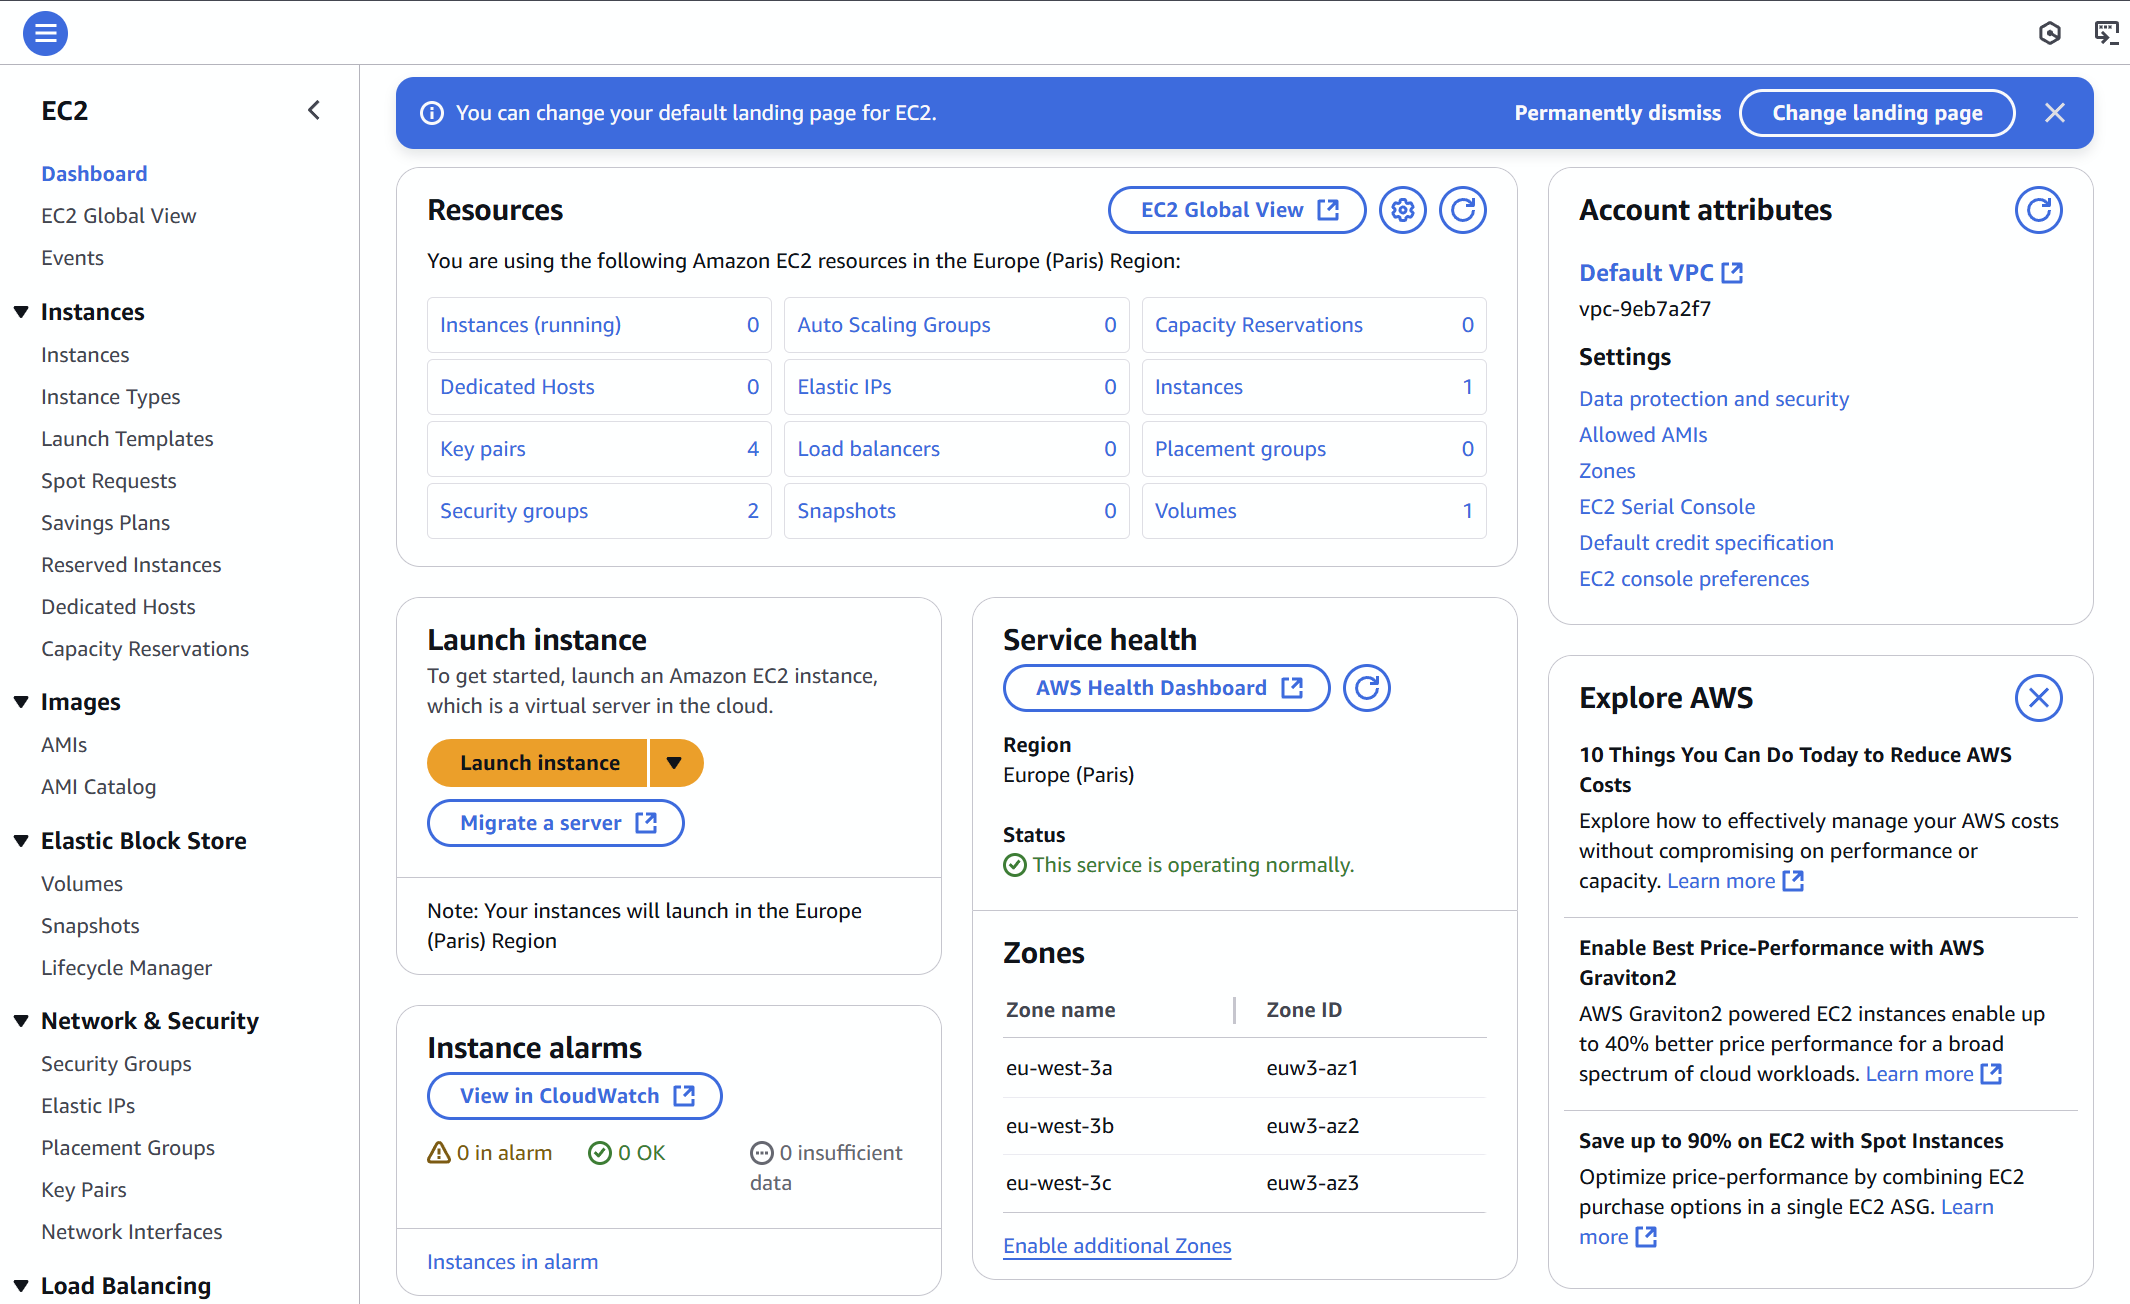 EC2
Dashboard
EC2 Global View
Events
Instances
Instances
Instance Types
Launch Templates
Spot Requests
Savings Plans
Reserved Instances
Dedicated Hosts
Capacity Reservations
Images
AMIs
AMI Catalog
Elastic Block Store
Volumes
Snapshots
Lifecycle Manager
Network & Security
Security Groups
Elastic IPs
Placement Groups
Key Pairs
Network Interfaces
Load Balancing
You can change your default landing page for EC2.
Permanently dismiss
Change landing page
Resources
EC2 Global View
You are using the following Amazon EC2 resources in the Europe (Paris) Region:
Instances (running) 0
Auto Scaling Groups 0
Capacity Reservations 0
Dedicated Hosts 0
Elastic IPs 0
Instances 1
Key pairs 4
Load balancers 0
Placement groups 0
Security groups 2
Snapshots 0
Volumes 1
Launch instance
To get started, launch an Amazon EC2 instance,
which is a virtual server in the cloud.
Launch instance
Migrate a server
Note: Your instances will launch in the Europe
(Paris) Region
Instance alarms
View in CloudWatch
0 in alarm
0 OK
0 insufficient
data
Instances in alarm
Service health
AWS Health Dashboard
Region
Europe (Paris)
Status
This service is operating normally.
Zones
Zone name Zone ID
eu-west-3a euw3-az1
eu-west-3b euw3-az2
eu-west-3c euw3-az3
Enable additional Zones
Account attributes
Default VPC
vpc-9eb7a2f7
Settings
Data protection and security
Allowed AMIs
Zones
EC2 Serial Console
Default credit specification
EC2 console preferences
Explore AWS
10 Things You Can Do Today to Reduce AWS
Costs
Explore how to effectively manage your AWS costs
without compromising on performance or
capacity. Learn more
Enable Best Price-Performance with AWS
Graviton2
AWS Graviton2 powered EC2 instances enable up
to 40% better price performance for a broad
spectrum of cloud workloads. Learn more
Save up to 90% on EC2 with Spot Instances
Optimize price-performance by combining EC2
purchase options in a single EC2 ASG. Learn
more